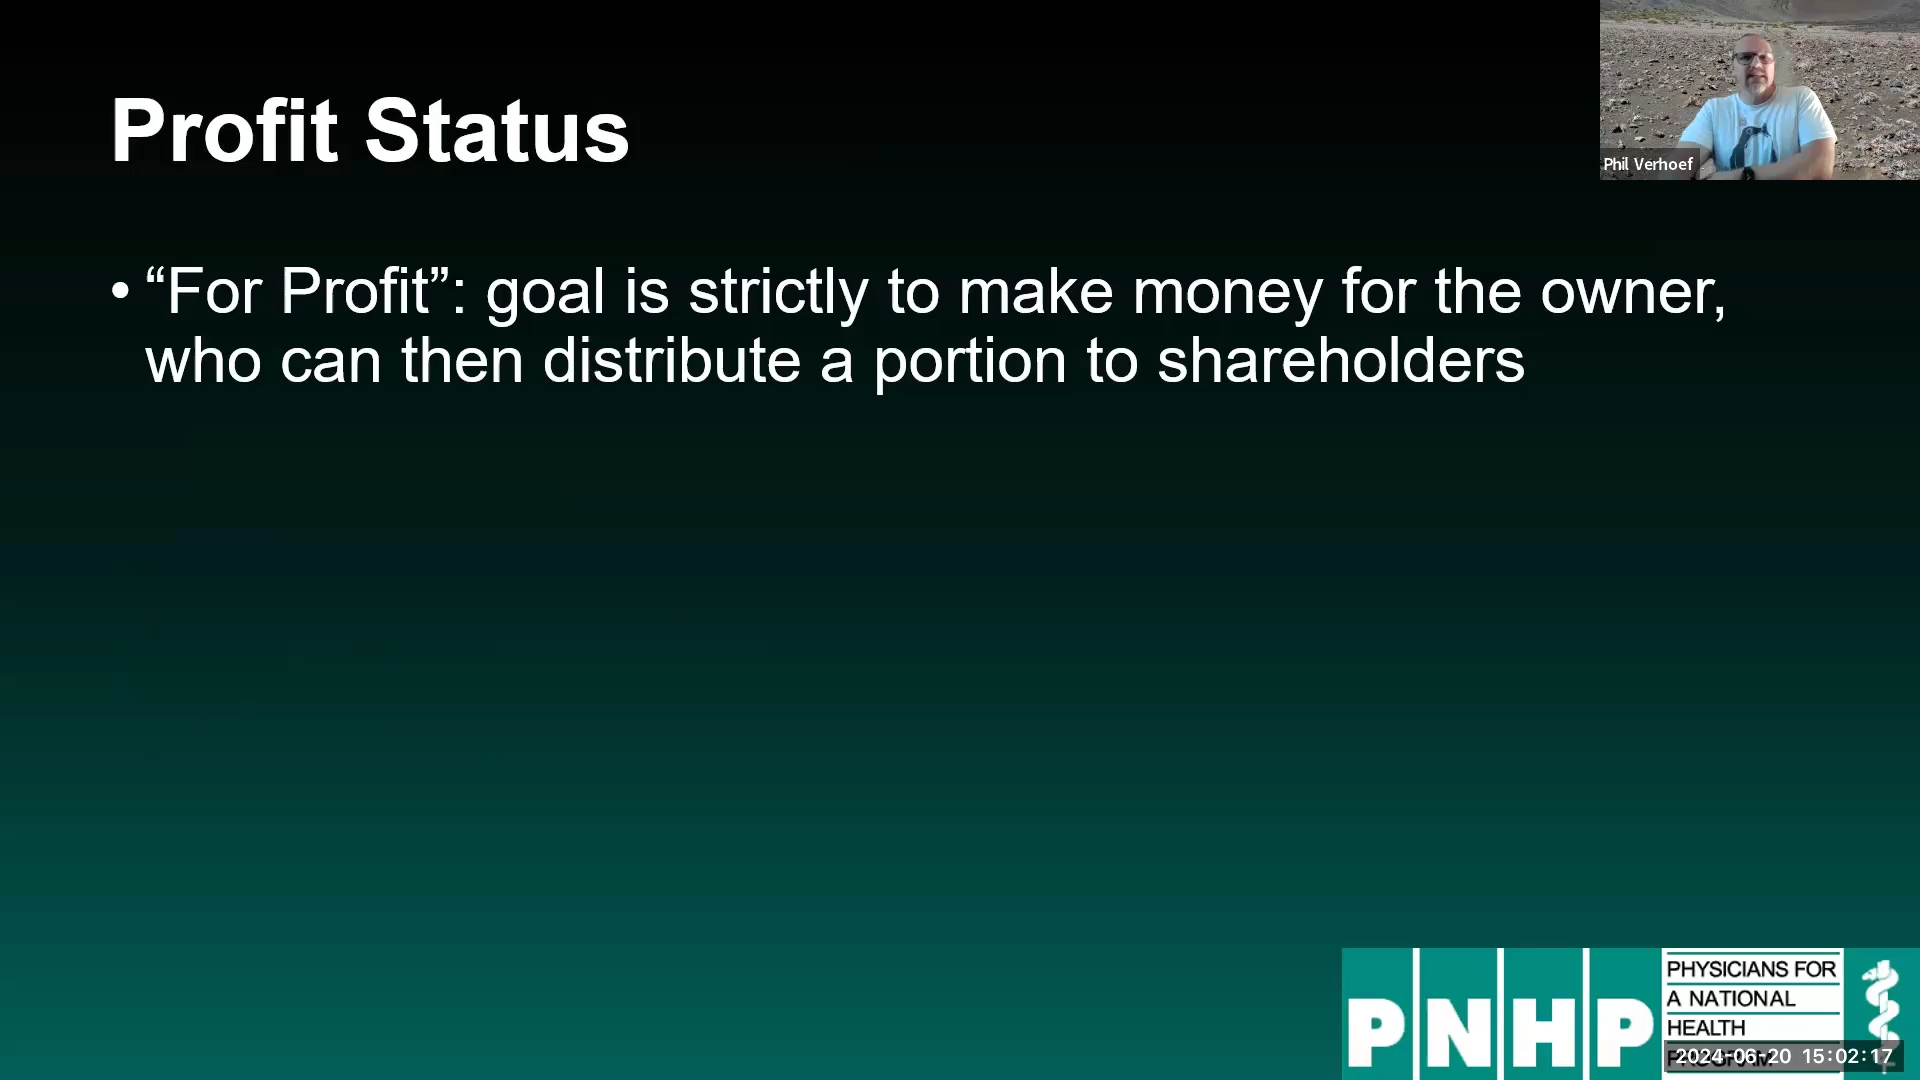 Profit Status
Phil Verhoef
• “For Profit”: goal is strictly to make money for the owner,
who can then distribute a portion to shareholders
PNHP
PHYSICIANS FOR
A NATIONAL
HEALTH
PROGRAM
2024-06-20 15:02:17